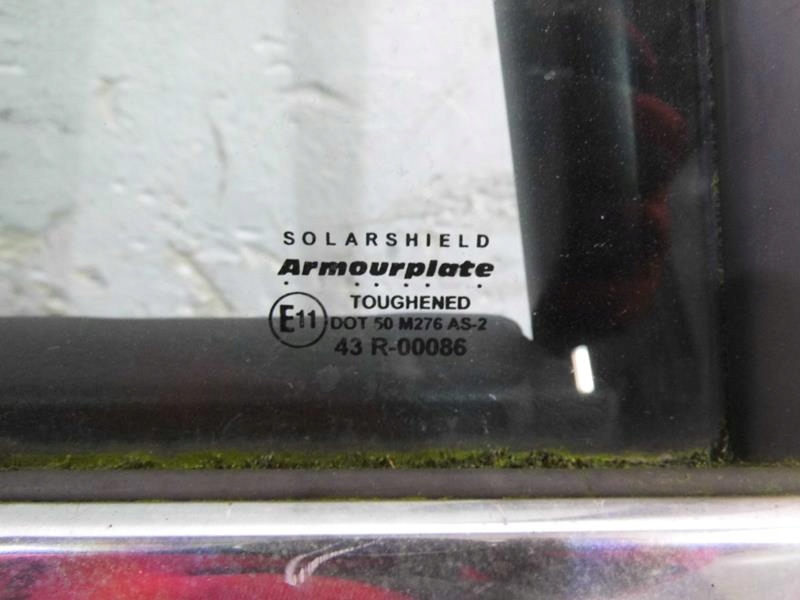 SOLARSHIELD
Armourplate
TOUGHENED
E11 DOT 50 M276 AS-2
43 R-00086